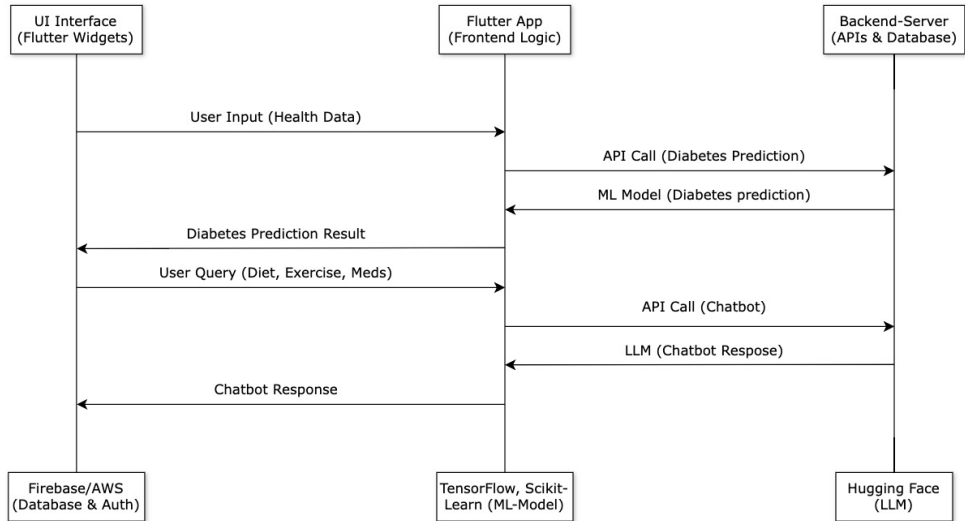 UI Interface
(Flutter Widgets)
Flutter App
(Frontend Logic)
Backend-Server
(APIs & Database)
User Input (Health Data)
API Call (Diabetes Prediction)
ML Model (Diabetes prediction)
Diabetes Prediction Result
User Query (Diet, Exercise, Meds)
API Call (Chatbot)
LLM (Chatbot Respose)
Chatbot Response
Firebase/AWS
(Database & Auth)
TensorFlow, Scikit-
Learn (ML-Model)
Hugging Face
(LLM)